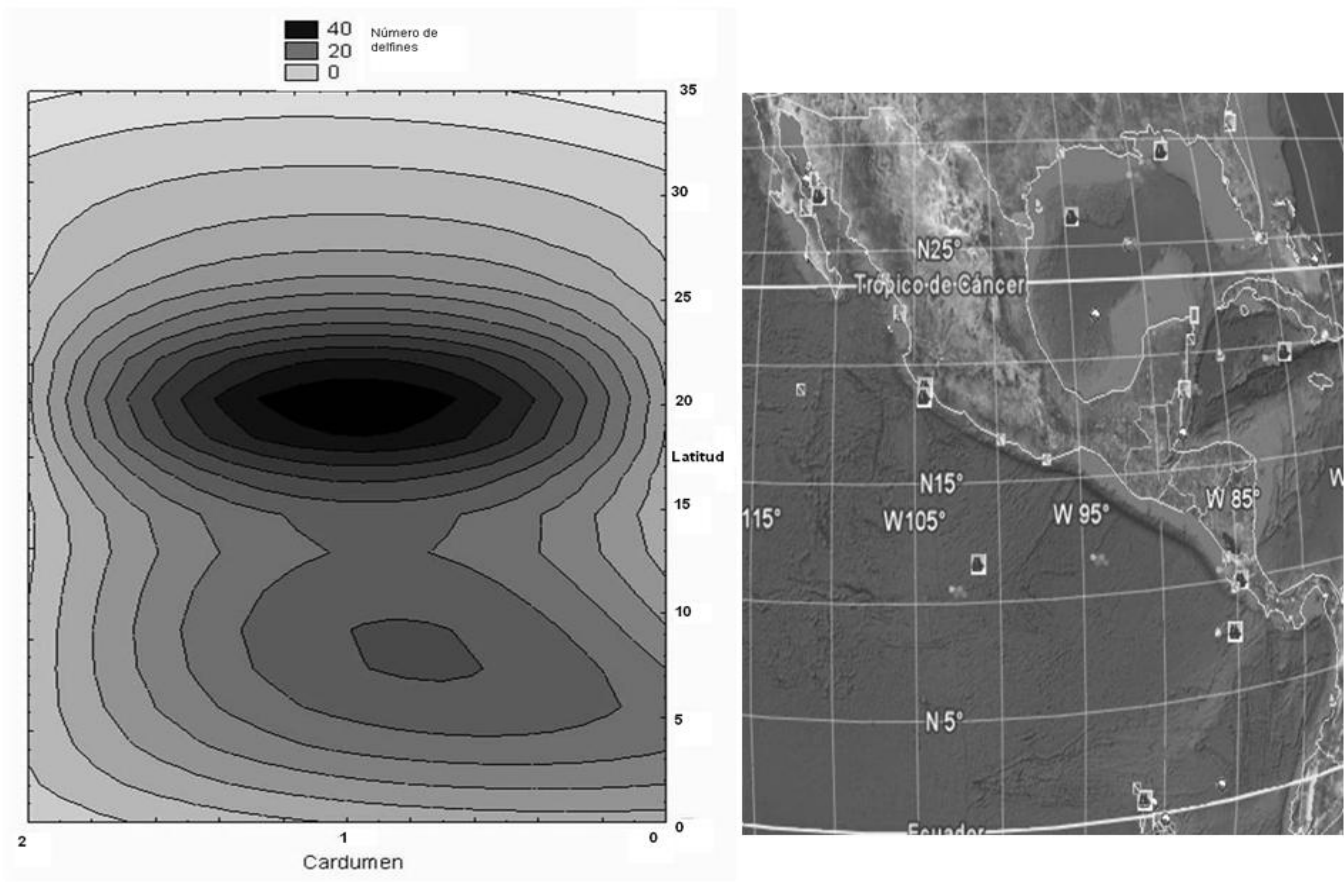 40
Número de
delfines
20
0
35
30
25
20
Latitud
15
10
5
0
2
1
0
Cardumen
N25°
Trópico de Cáncer
N15°
115°
W105°
W 95°
W 85°
W
N 5°
Ecuador